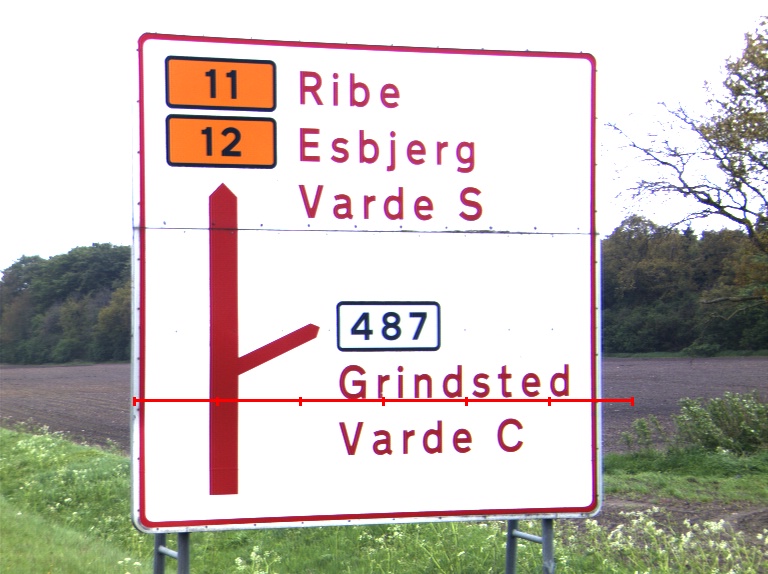 11 Ribe
12 Esbjerg
Varde S
487
Grindsted
Varde C